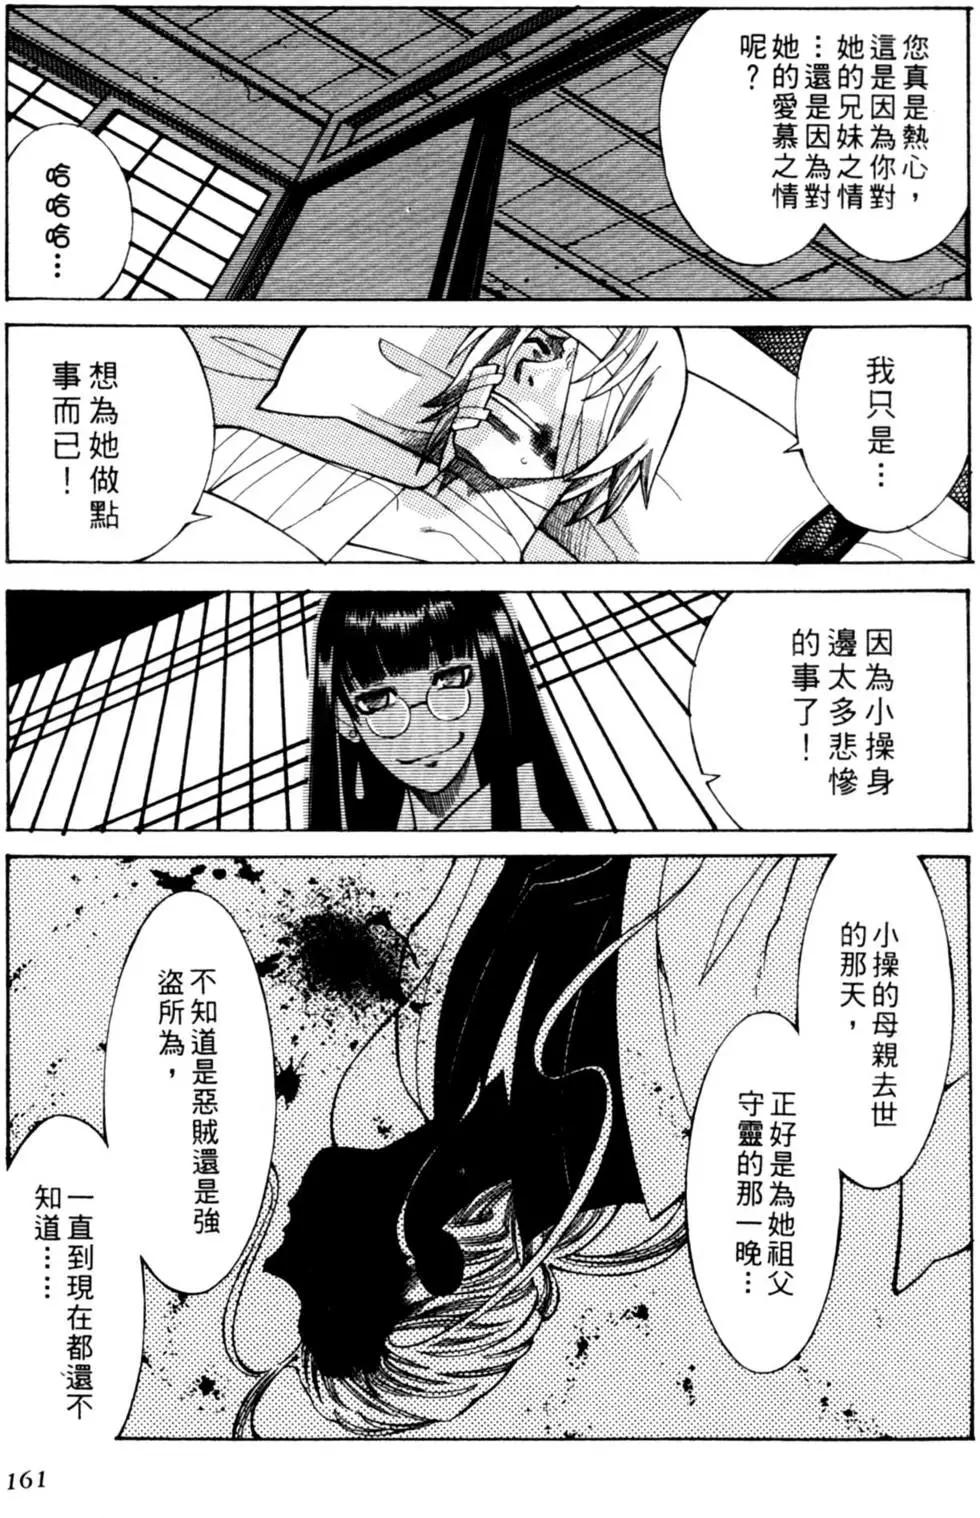 您真是熱心，
這是因為你對
她的兄妹之情
…還是因為對
她的愛慕之情
呢？
哈哈哈…
我只是…
想為她做點
事而已！
因為小操身
邊太多悲慘
的事了！
小操的母親去世
的那天，
正好是為她祖父
守靈的那一晚…
不知道是惡賊還是強
盜所為，
一直到現在都還不
知道……
161